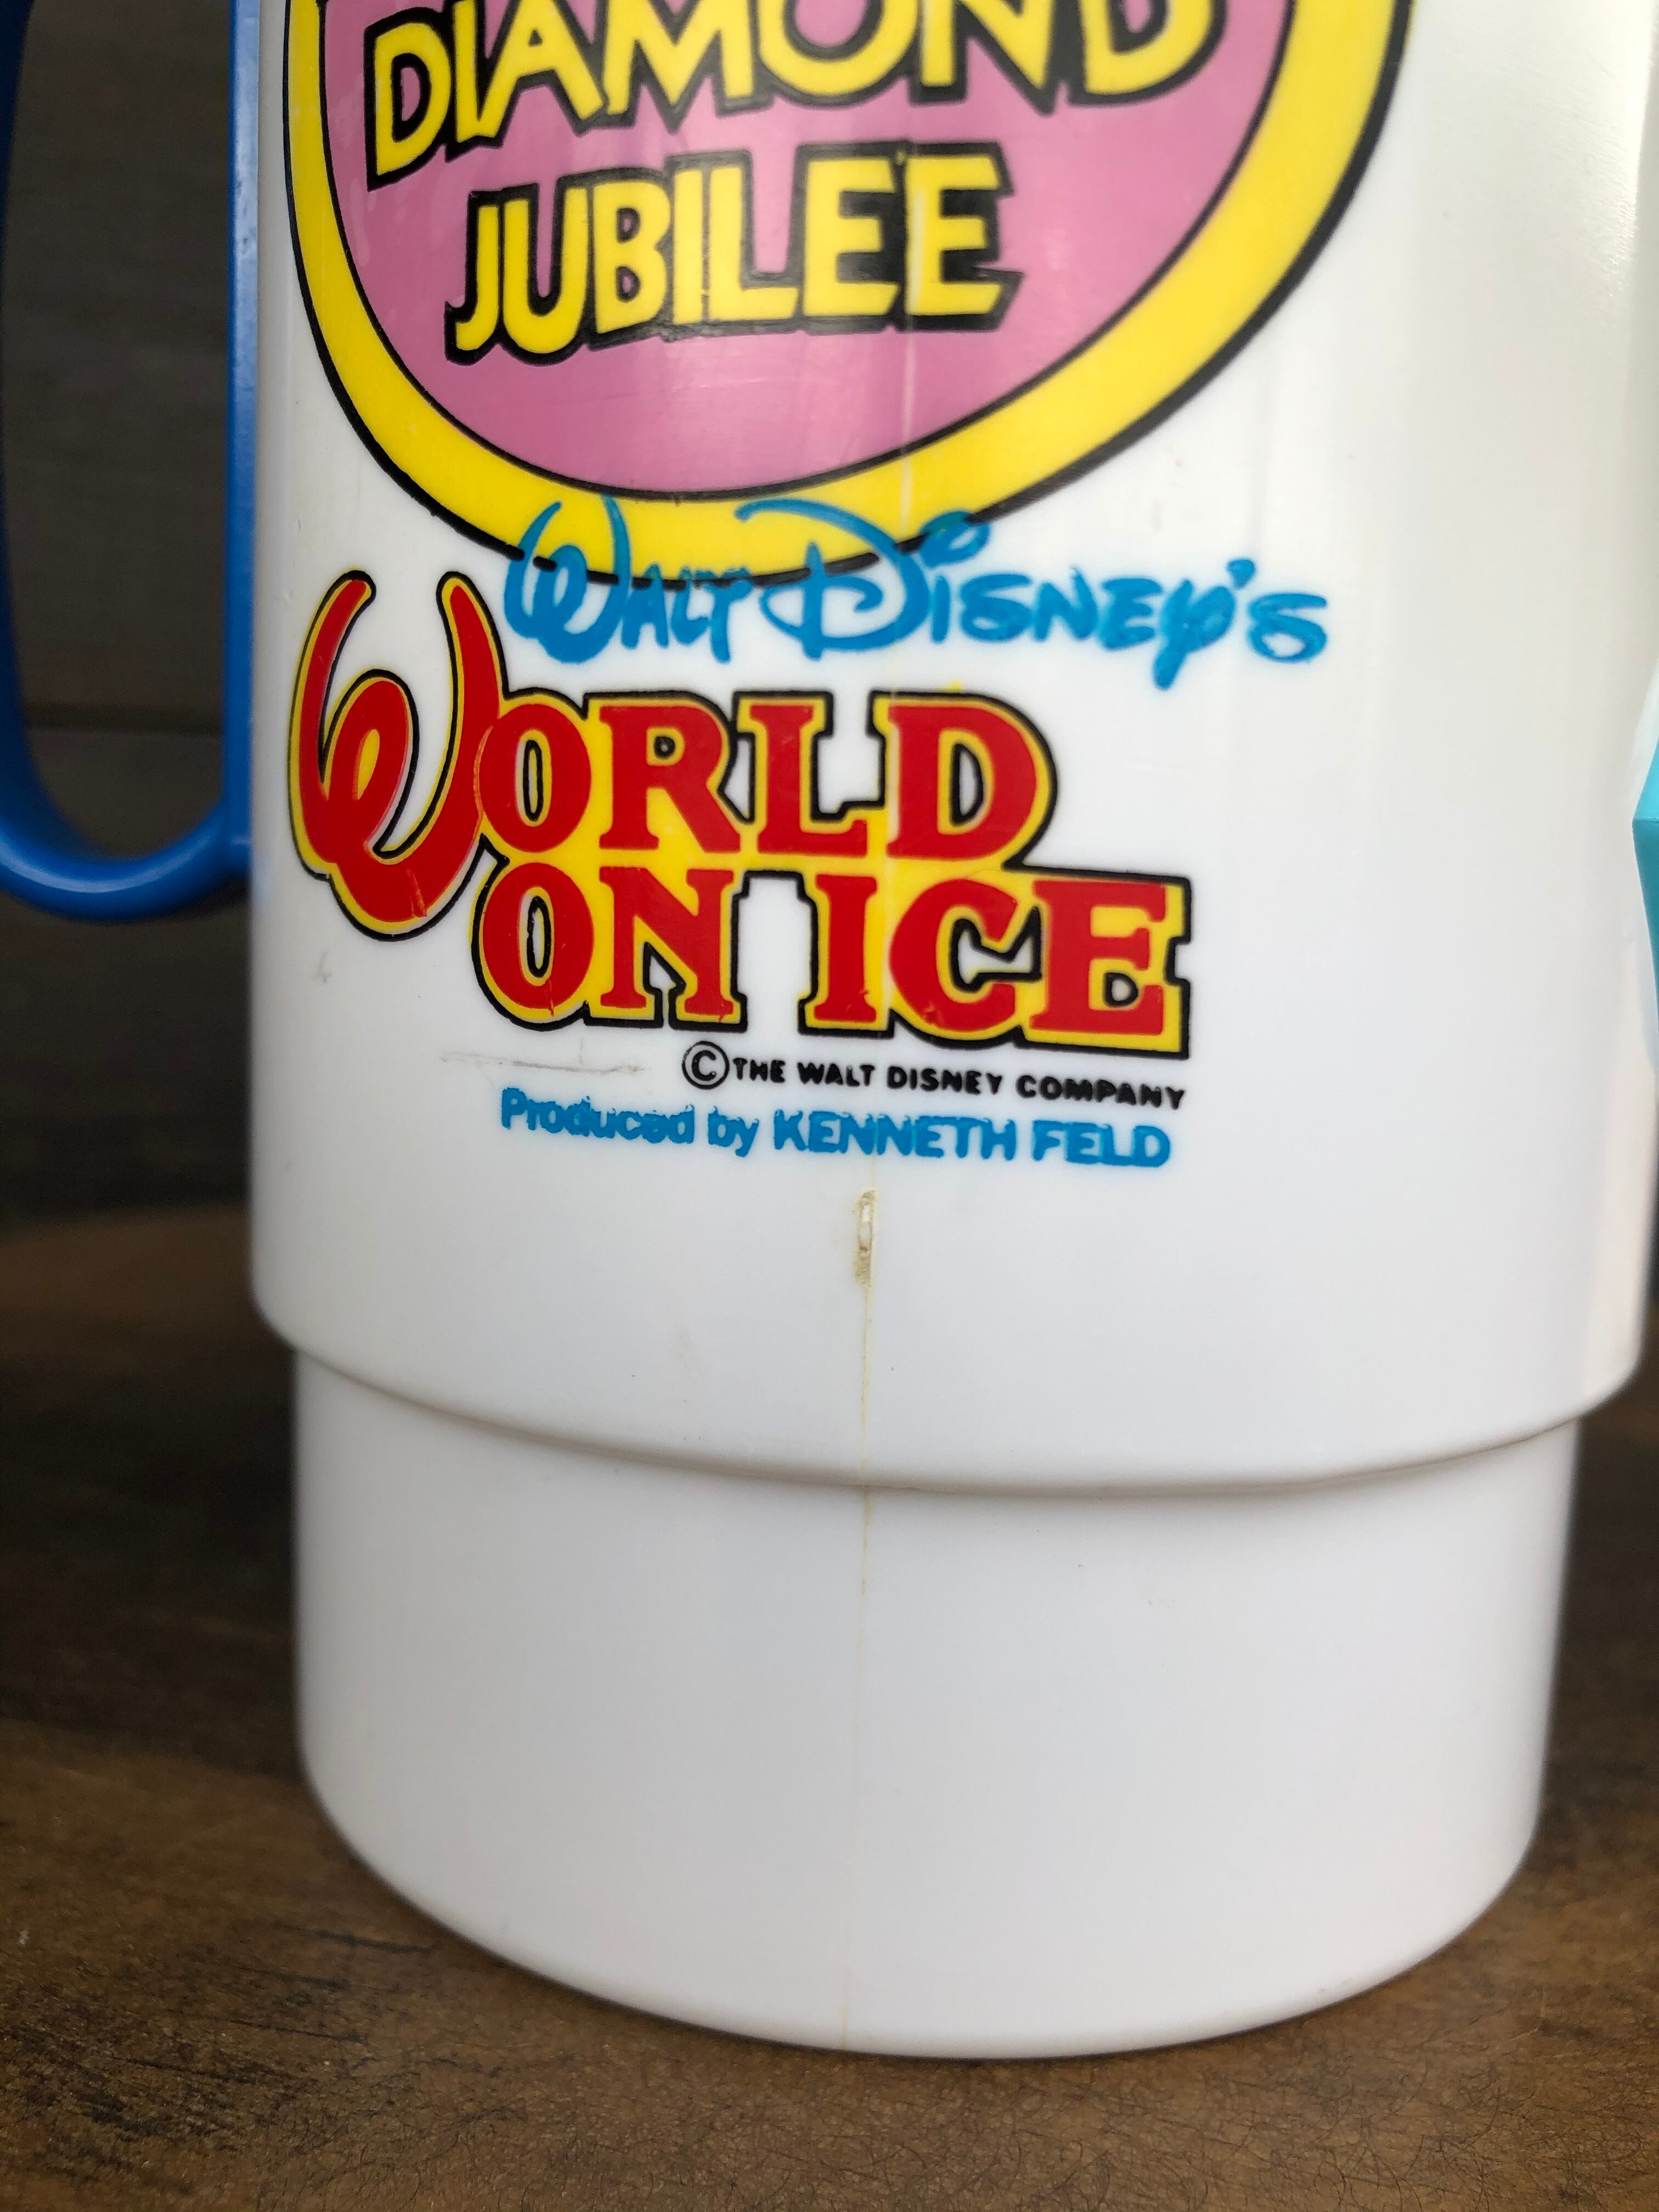 DIAMOND
JUBILEE
WALT DISNEY'S
WORLD
ON ICE
© THE WALT DISNEY COMPANY
Produced by KENNETH FELD